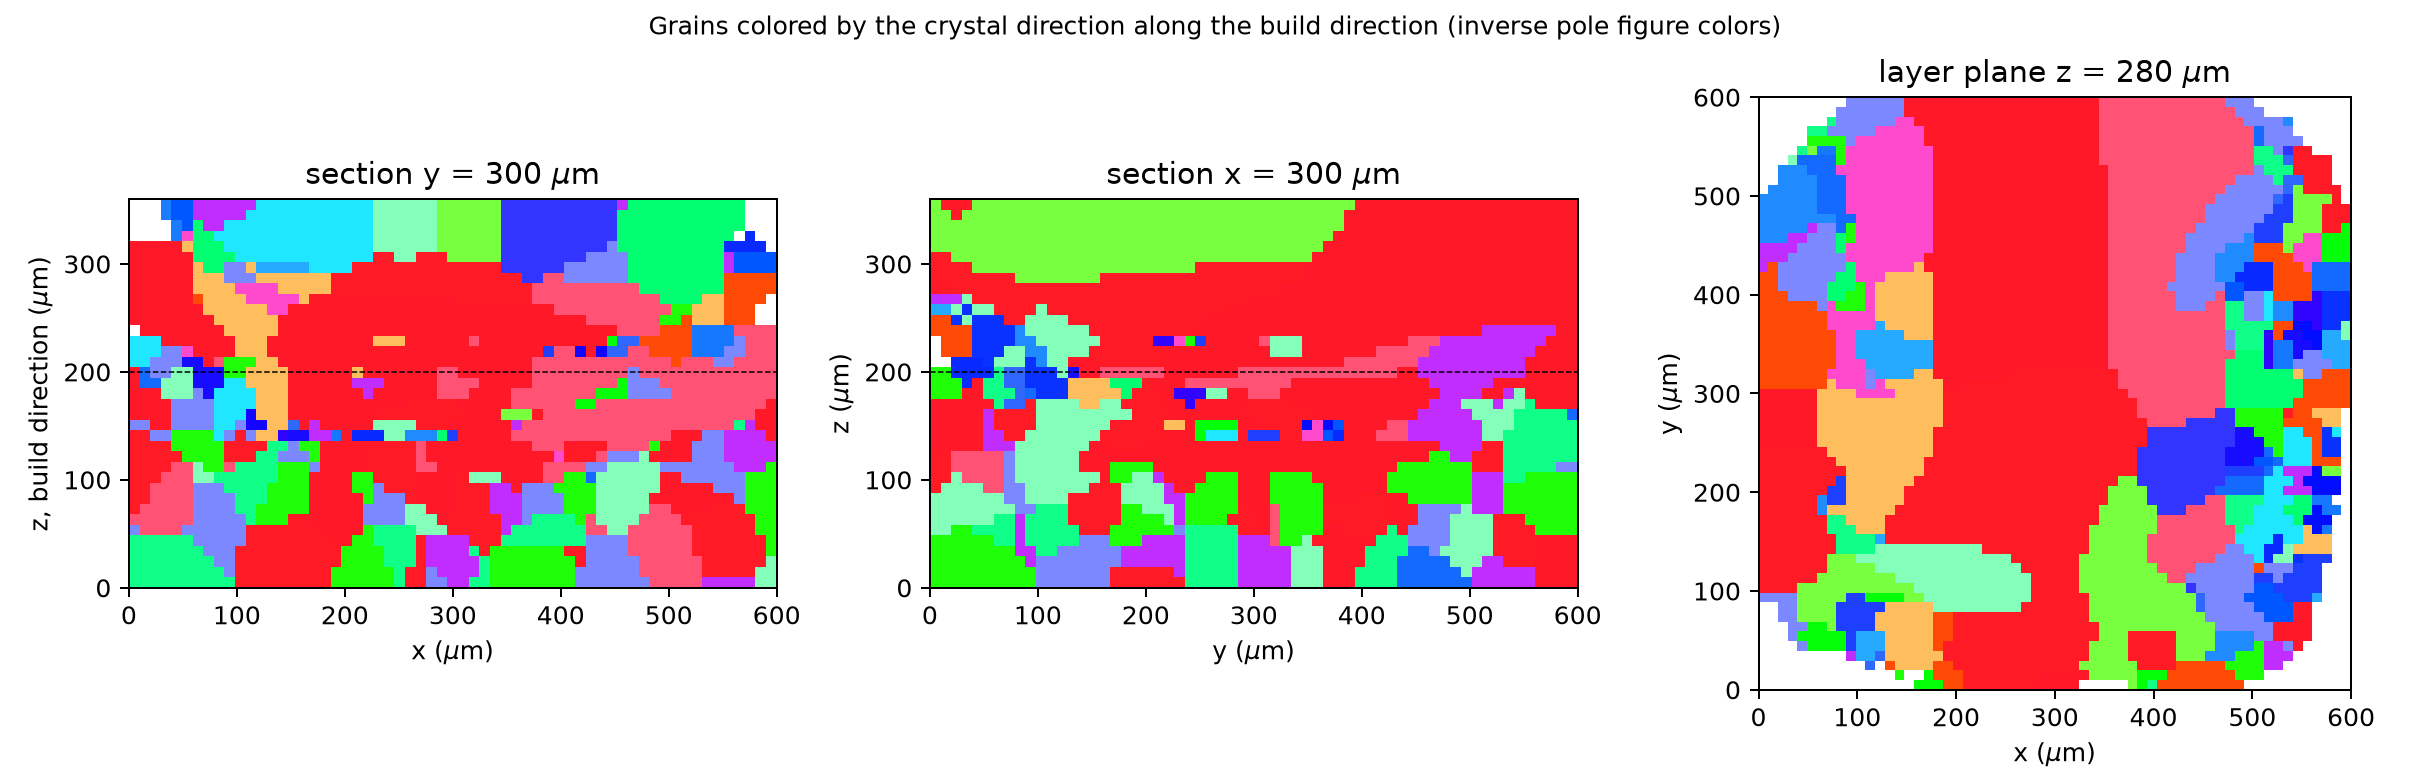 Grains colored by the crystal direction along the build direction (inverse pole figure colors)
section y = 300 μm
z, build direction (μm)
300
200
100
0
0 100 200 300 400 500 600
x (μm)
section x = 300 μm
z (μm)
300
200
100
0
0 100 200 300 400 500 600
y (μm)
layer plane z = 280 μm
y (μm)
600
500
400
300
200
100
0
0 100 200 300 400 500 600
x (μm)